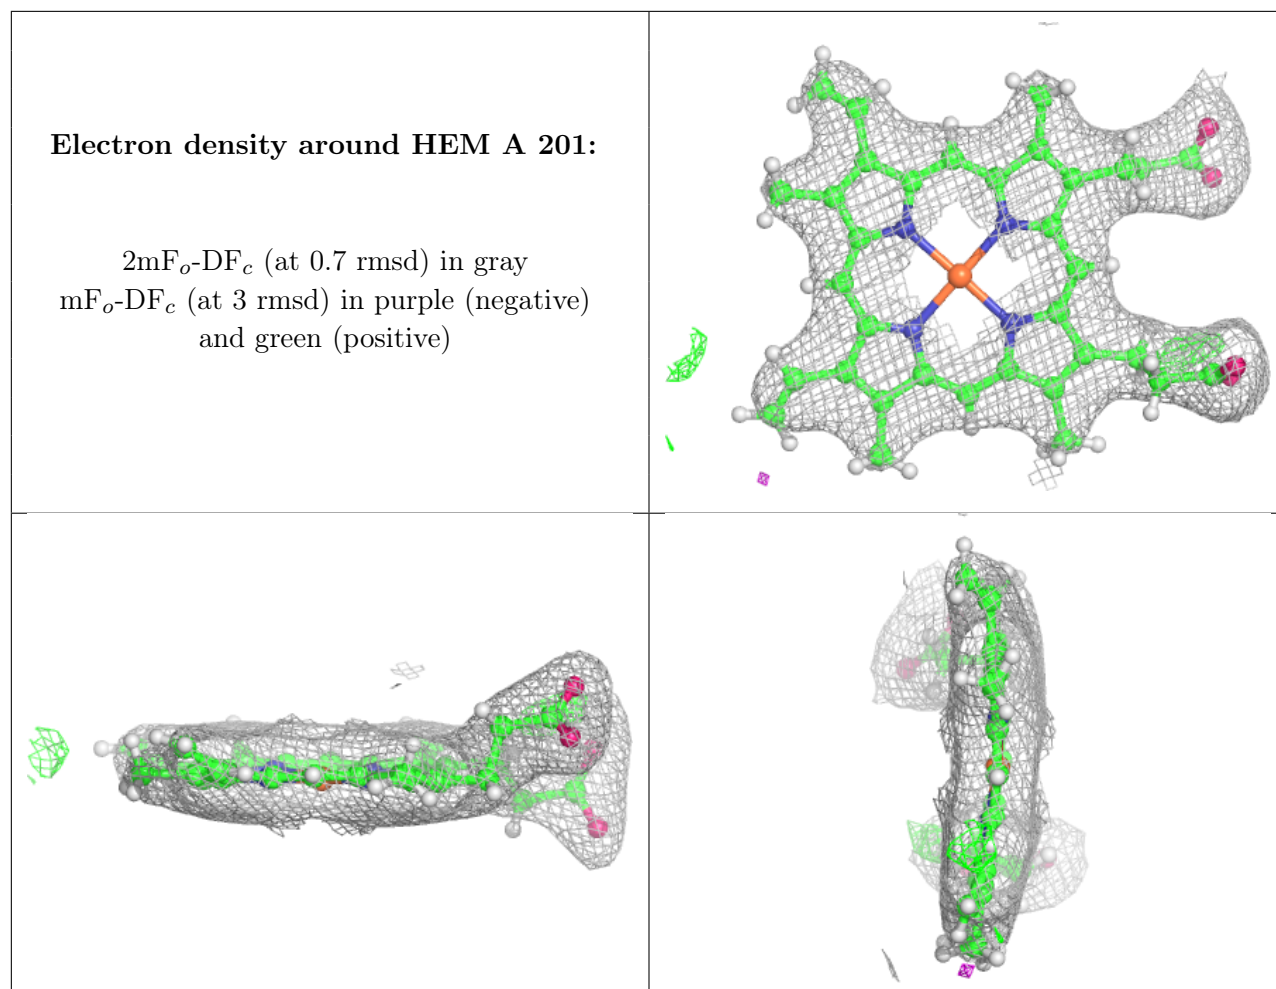 Electron density around HEM A 201:
2mFo-DFc (at 0.7 rmsd) in gray
mFo-DFc (at 3 rmsd) in purple (negative)
and green (positive)